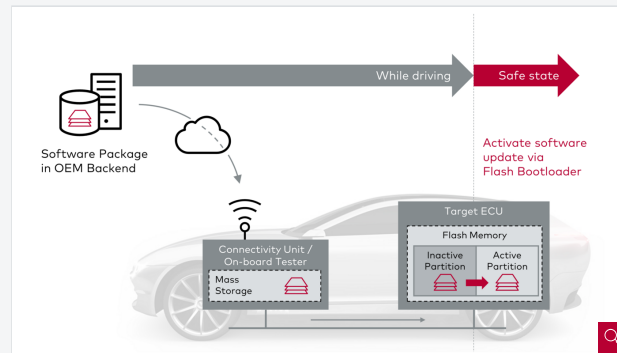 While driving
Safe state
Software Package
in OEM Backend
Activate software
update via
Flash Bootloader
Connectivity Unit /
On-board Tester
Mass
Storage
Target ECU
Flash Memory
Inactive
Partition
Active
Partition